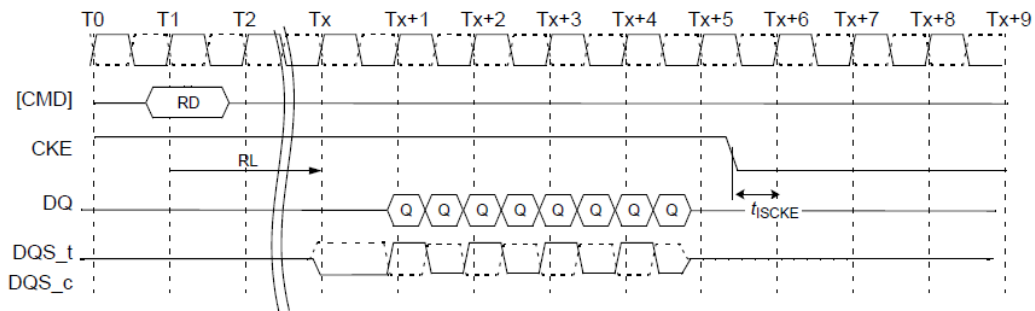 T0 T1 T2 Tx Tx+1 Tx+2 Tx+3 Tx+4 Tx+5 Tx+6 Tx+7 Tx+8 Tx+9
[CMD] RD
CKE
RL
DQ Q Q Q Q Q Q Q Q tISCKE
DQS_t
DQS_c